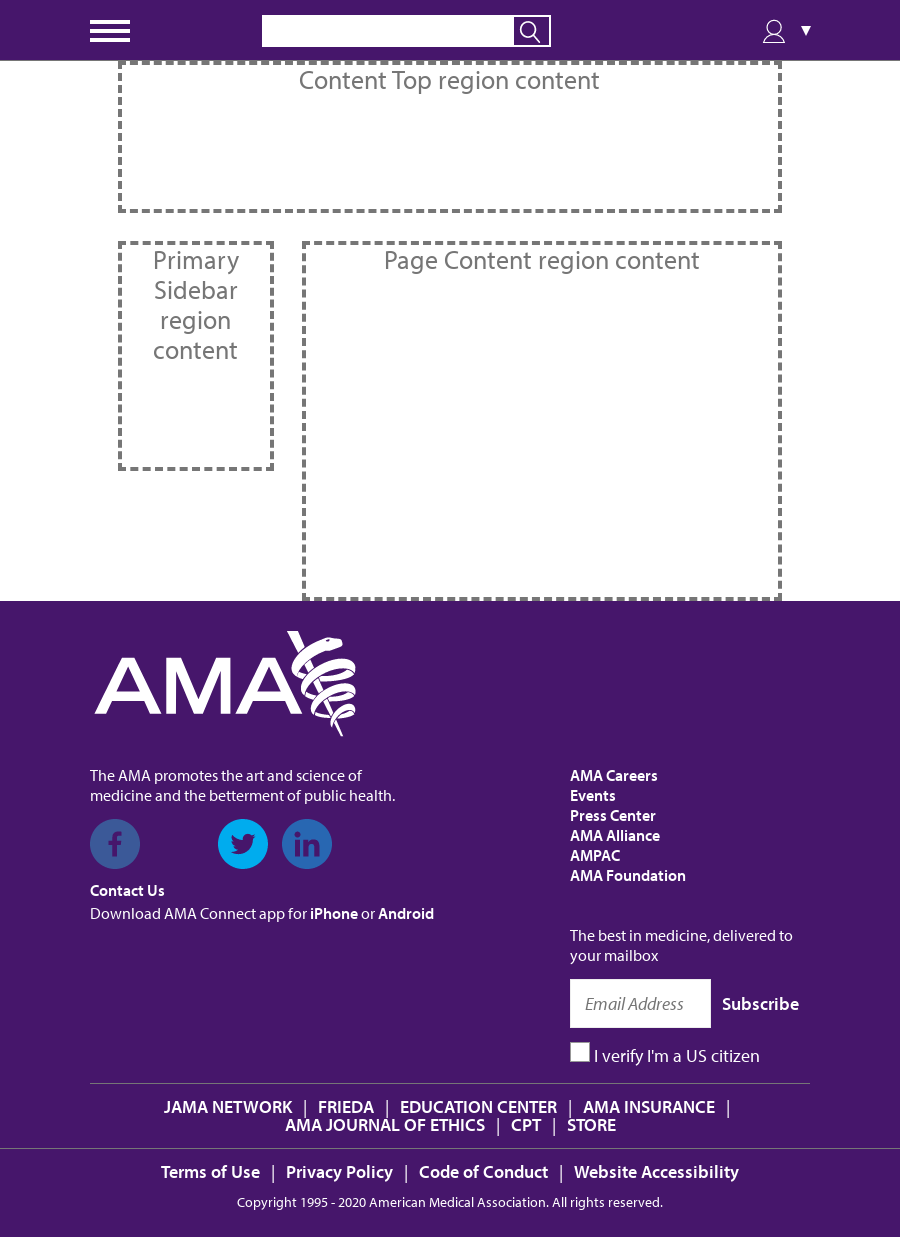 Content Top region content
Primary
Sidebar
region
content
Page Content region content
AMA
The AMA promotes the art and science of
medicine and the betterment of public health.
Contact Us
Download AMA Connect app for iPhone or Android
AMA Careers
Events
Press Center
AMA Alliance
AMPAC
AMA Foundation
The best in medicine, delivered to
your mailbox
Email Address
Subscribe
I verify I'm a US citizen
JAMA NETWORK | FRIEDA | EDUCATION CENTER | AMA INSURANCE |
AMA JOURNAL OF ETHICS | CPT | STORE
Terms of Use | Privacy Policy | Code of Conduct | Website Accessibility
Copyright 1995 - 2020 American Medical Association. All rights reserved.